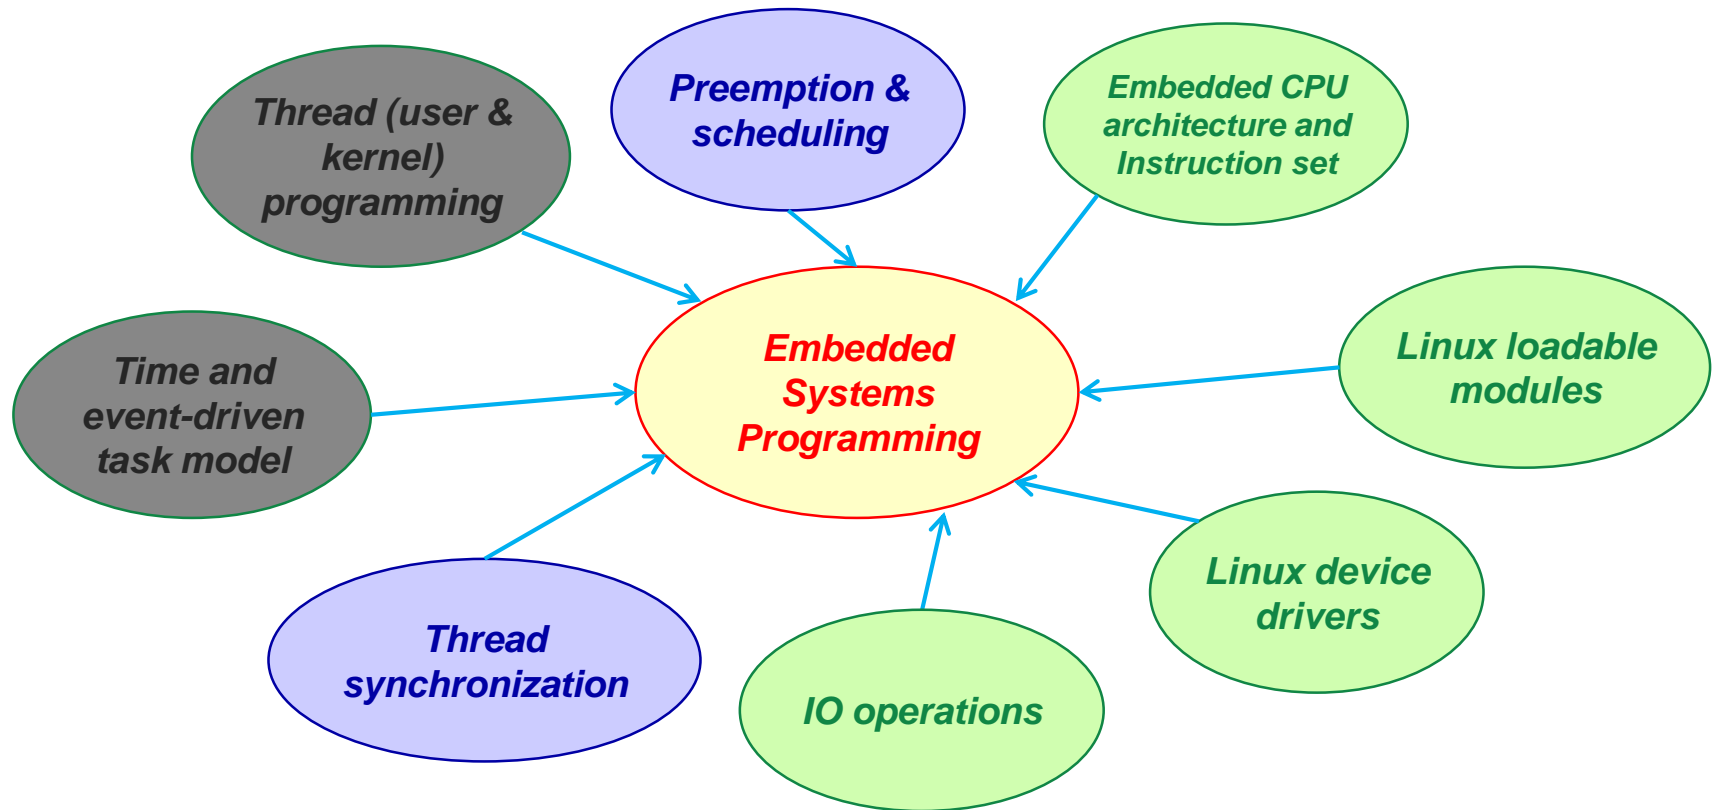 Thread (user &
kernel)
programming
Preemption &
scheduling
Embedded CPU
architecture and
Instruction set
Time and
event-driven
task model
Embedded
Systems
Programming
Linux loadable
modules
Thread
synchronization
IO operations
Linux device
drivers